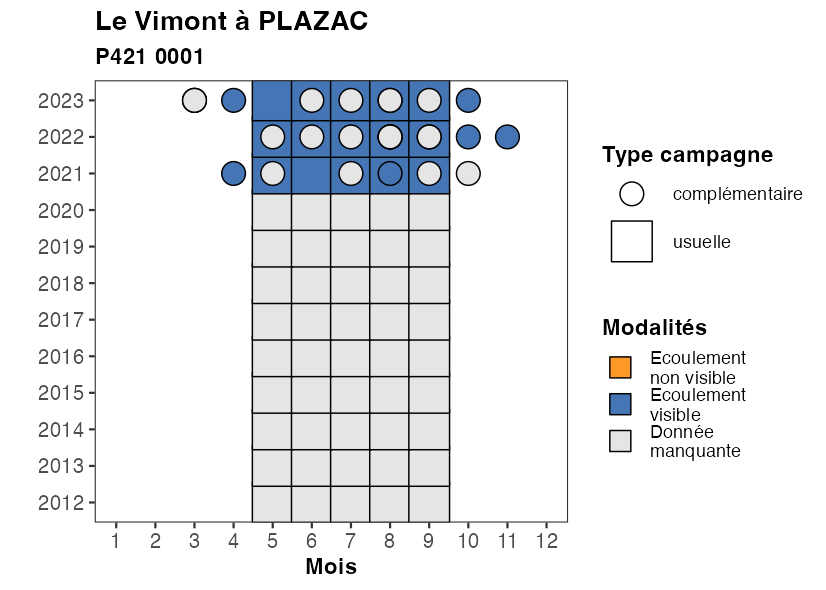 Le Vimont à PLAZAC
P421 0001
2023
2022
2021
2020
2019
2018
2017
2016
2015
2014
2013
2012
1 2 3 4 5 6 7 8 9 10 11 12
Mois
Type campagne
complémentaire
usuelle
Modalités
Ecoulement
non visible
Ecoulement
visible
Donnée
manquante